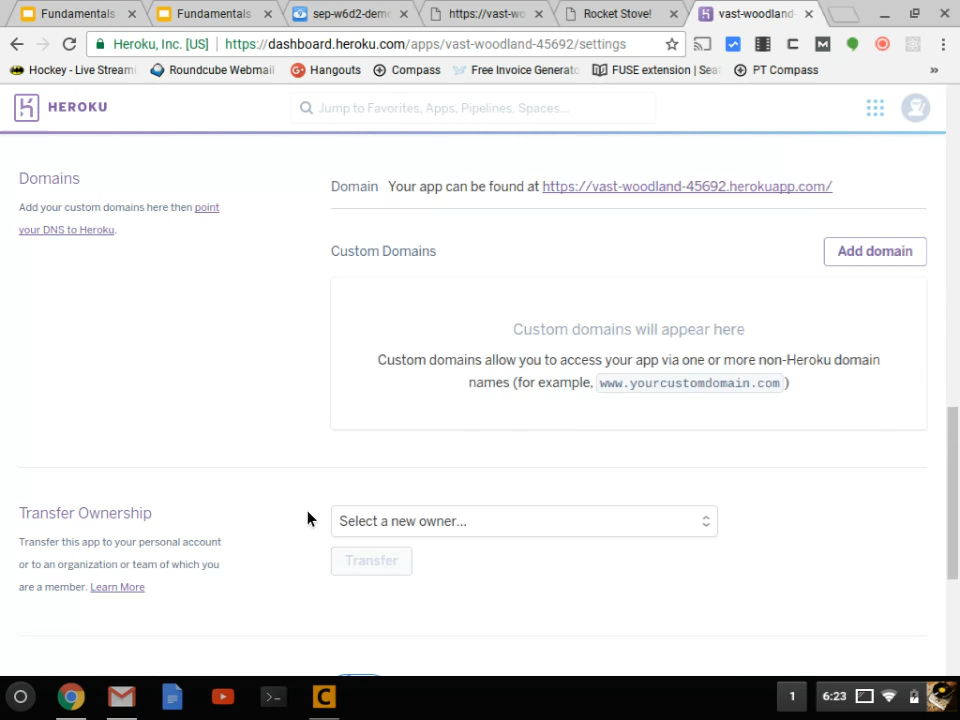 Fundamentals
Fundamentals
sep-w6d2-demo
https://vast-wo
Rocket Stove!
vast-woodland-
Heroku, Inc. [US]
https://dashboard.heroku.com/apps/vast-woodland-45692/settings
Hockey - Live Streami
Roundcube Webmail
Hangouts
Compass
Free Invoice Generato
FUSE extension | Sea
PT Compass
»
HEROKU
Jump to Favorites, Apps, Pipelines, Spaces...
Domains
Add your custom domains here then point
your DNS to Heroku.
Domain Your app can be found at https://vast-woodland-45692.herokuapp.com/
Custom Domains
Add domain
Custom domains will appear here
Custom domains allow you to access your app via one or more non-Heroku domain
names (for example, www.yourcustomdomain.com)
Transfer Ownership
Transfer this app to your personal account
or to an organization or team of which you
are a member. Learn More
Select a new owner...
Transfer
1
6:23